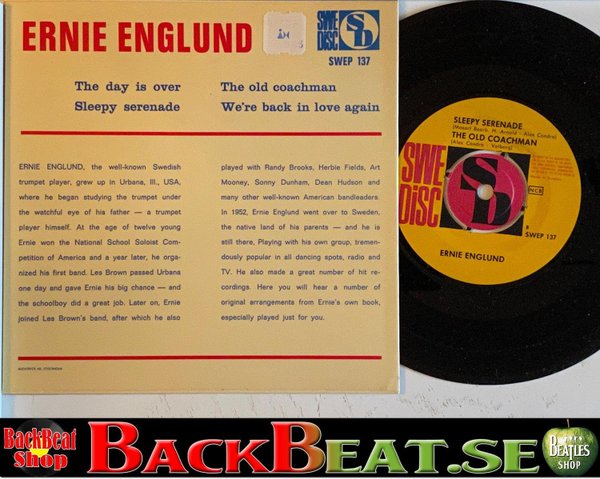 ERNIE ENGLUND
SWE
DISC
SD
SWEP 137
The day is over
Sleepy serenade
The old coachman
We're back in love again
ERNIE ENGLUND, the well-known Swedish
trumpet player, grew up in Urbana, Ill., USA,
where he began studying the trumpet under
the watchful eye of his father — a trumpet
player himself. At the age of twelve young
Ernie won the National School Soloist Com-
petition of America and a year later, he orga-
nized his first band. Les Brown passed Urbana
one day and gave Ernie his big chance — and
the schoolboy did a great job. Later on, Ernie
joined Les Brown's band, after which he also
played with Randy Brooks, Herbie Fields, Art
Mooney, Sonny Dunham, Dean Hudson and
many other well-known American bandleaders.
In 1952, Ernie Englund went over to Sweden,
the native land of his parents — and he is
still there. Playing with his own group, tremen-
dously popular in all dancing spots, radio and
TV. He also made a great number of hit re-
cordings. Here you will hear a number of
original arrangements from Ernie's own book,
especially played just for you.
SLEEPY SERENADE
(Mozart Bearb. M. Arnold - Alex Condro)
THE OLD COACHMAN
(Alex Condro - Varberg)
SWE
DISC
SD
NCB
B
SWEP 137
ERNIE ENGLUND
BackBeat
Shop
BACKBEAT.SE
BEATLES
SHOP